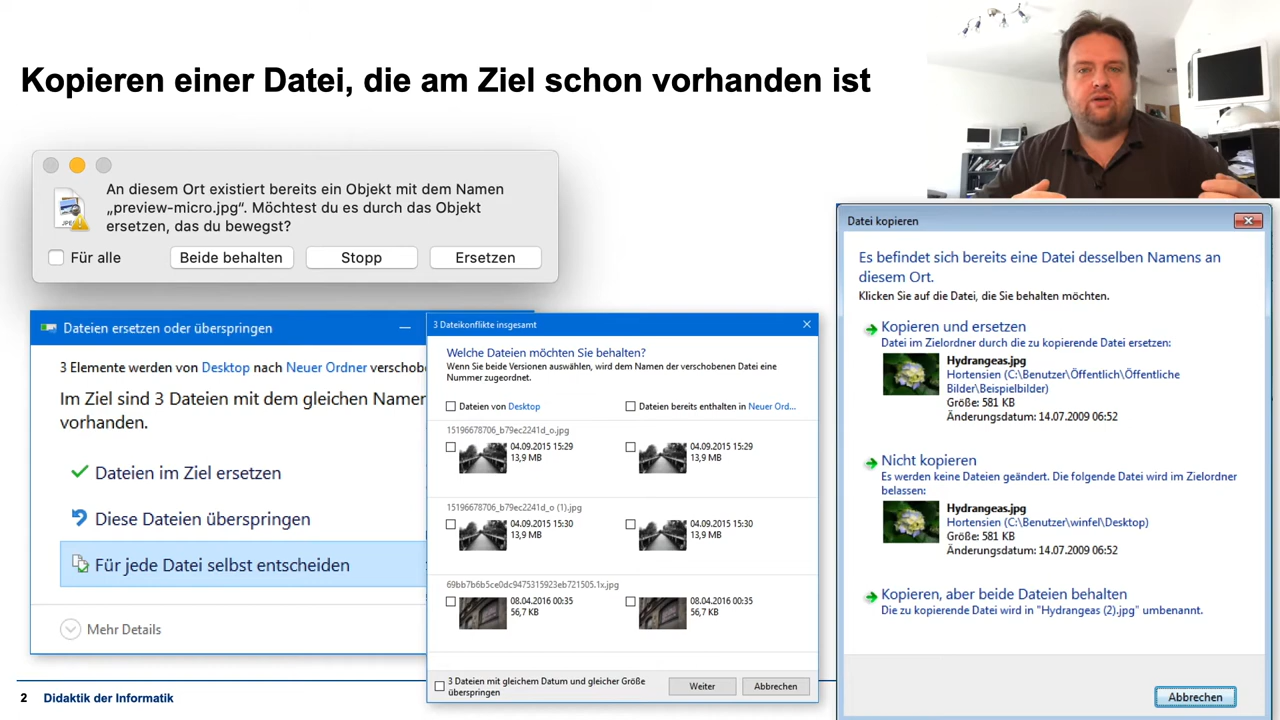 Kopieren einer Datei, die am Ziel schon vorhanden ist
An diesem Ort existiert bereits ein Objekt mit dem Namen
„preview-micro.jpg“. Möchtest du es durch das Objekt
ersetzen, das du bewegst?
JPEG
Für alle
Beide behalten
Stopp
Ersetzen
Dateien ersetzen oder überspringen
3 Elemente werden von Desktop nach Neuer Ordner verschobe
Im Ziel sind 3 Dateien mit dem gleichen Namen
vorhanden.
Dateien im Ziel ersetzen
Diese Dateien überspringen
Für jede Datei selbst entscheiden
Mehr Details
3 Dateikonflikte insgesamt
Welche Dateien möchten Sie behalten?
Wenn Sie beide Versionen auswählen, wird dem Namen der verschobenen Datei eine
Nummer zugeordnet.
Dateien von Desktop
Dateien bereits enthalten in Neuer Ord...
15196678706_b79ec2241d_o.jpg
04.09.2015 15:29
13,9 MB
04.09.2015 15:29
13,9 MB
15196678706_b79ec2241d_o (1).jpg
04.09.2015 15:30
13,9 MB
04.09.2015 15:30
13,9 MB
69bb7b6b5ce0dc9475315923eb721505.1x.jpg
08.04.2016 00:35
56,7 KB
08.04.2016 00:35
56,7 KB
3 Dateien mit gleichem Datum und gleicher Größe
überspringen
Weiter
Abbrechen
Datei kopieren
Es befindet sich bereits eine Datei desselben Namens an
diesem Ort.
Klicken Sie auf die Datei, die Sie behalten möchten.
Kopieren und ersetzen
Datei im Zielordner durch die zu kopierende Datei ersetzen:
Hydrangeas.jpg
Hortensien (C:\Benutzer\Öffentlich\Öffentliche
Bilder\Beispielbilder)
Größe: 581 KB
Änderungsdatum: 14.07.2009 06:52
Nicht kopieren
Es werden keine Dateien geändert. Die folgende Datei wird im Zielordner
belassen:
Hydrangeas.jpg
Hortensien (C:\Benutzer\winfel\Desktop)
Größe: 581 KB
Änderungsdatum: 14.07.2009 06:52
Kopieren, aber beide Dateien behalten
Die zu kopierende Datei wird in "Hydrangeas (2).jpg" umbenannt.
Abbrechen
2 Didaktik der Informatik